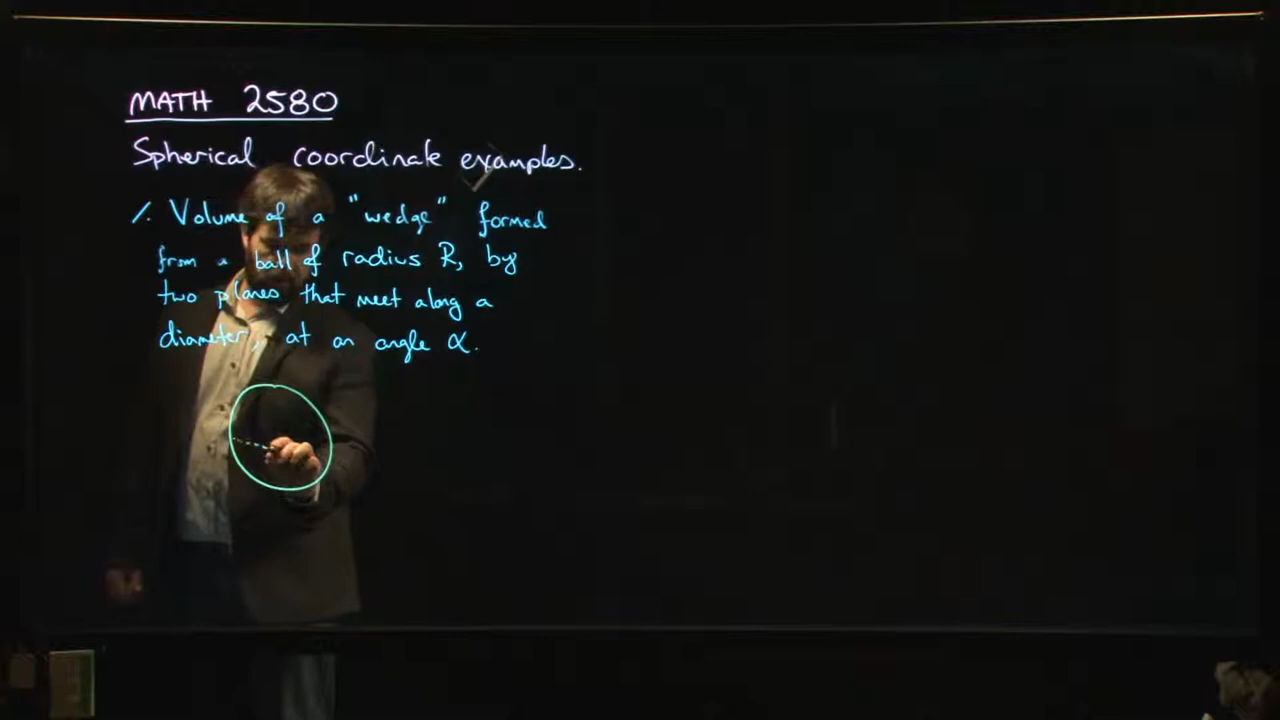 MATH 2580
Spherical coordinate examples.
1. Volume of a "wedge" formed
from a ball of radius R, by
two planes that meet along a
diameter, at an angle α.